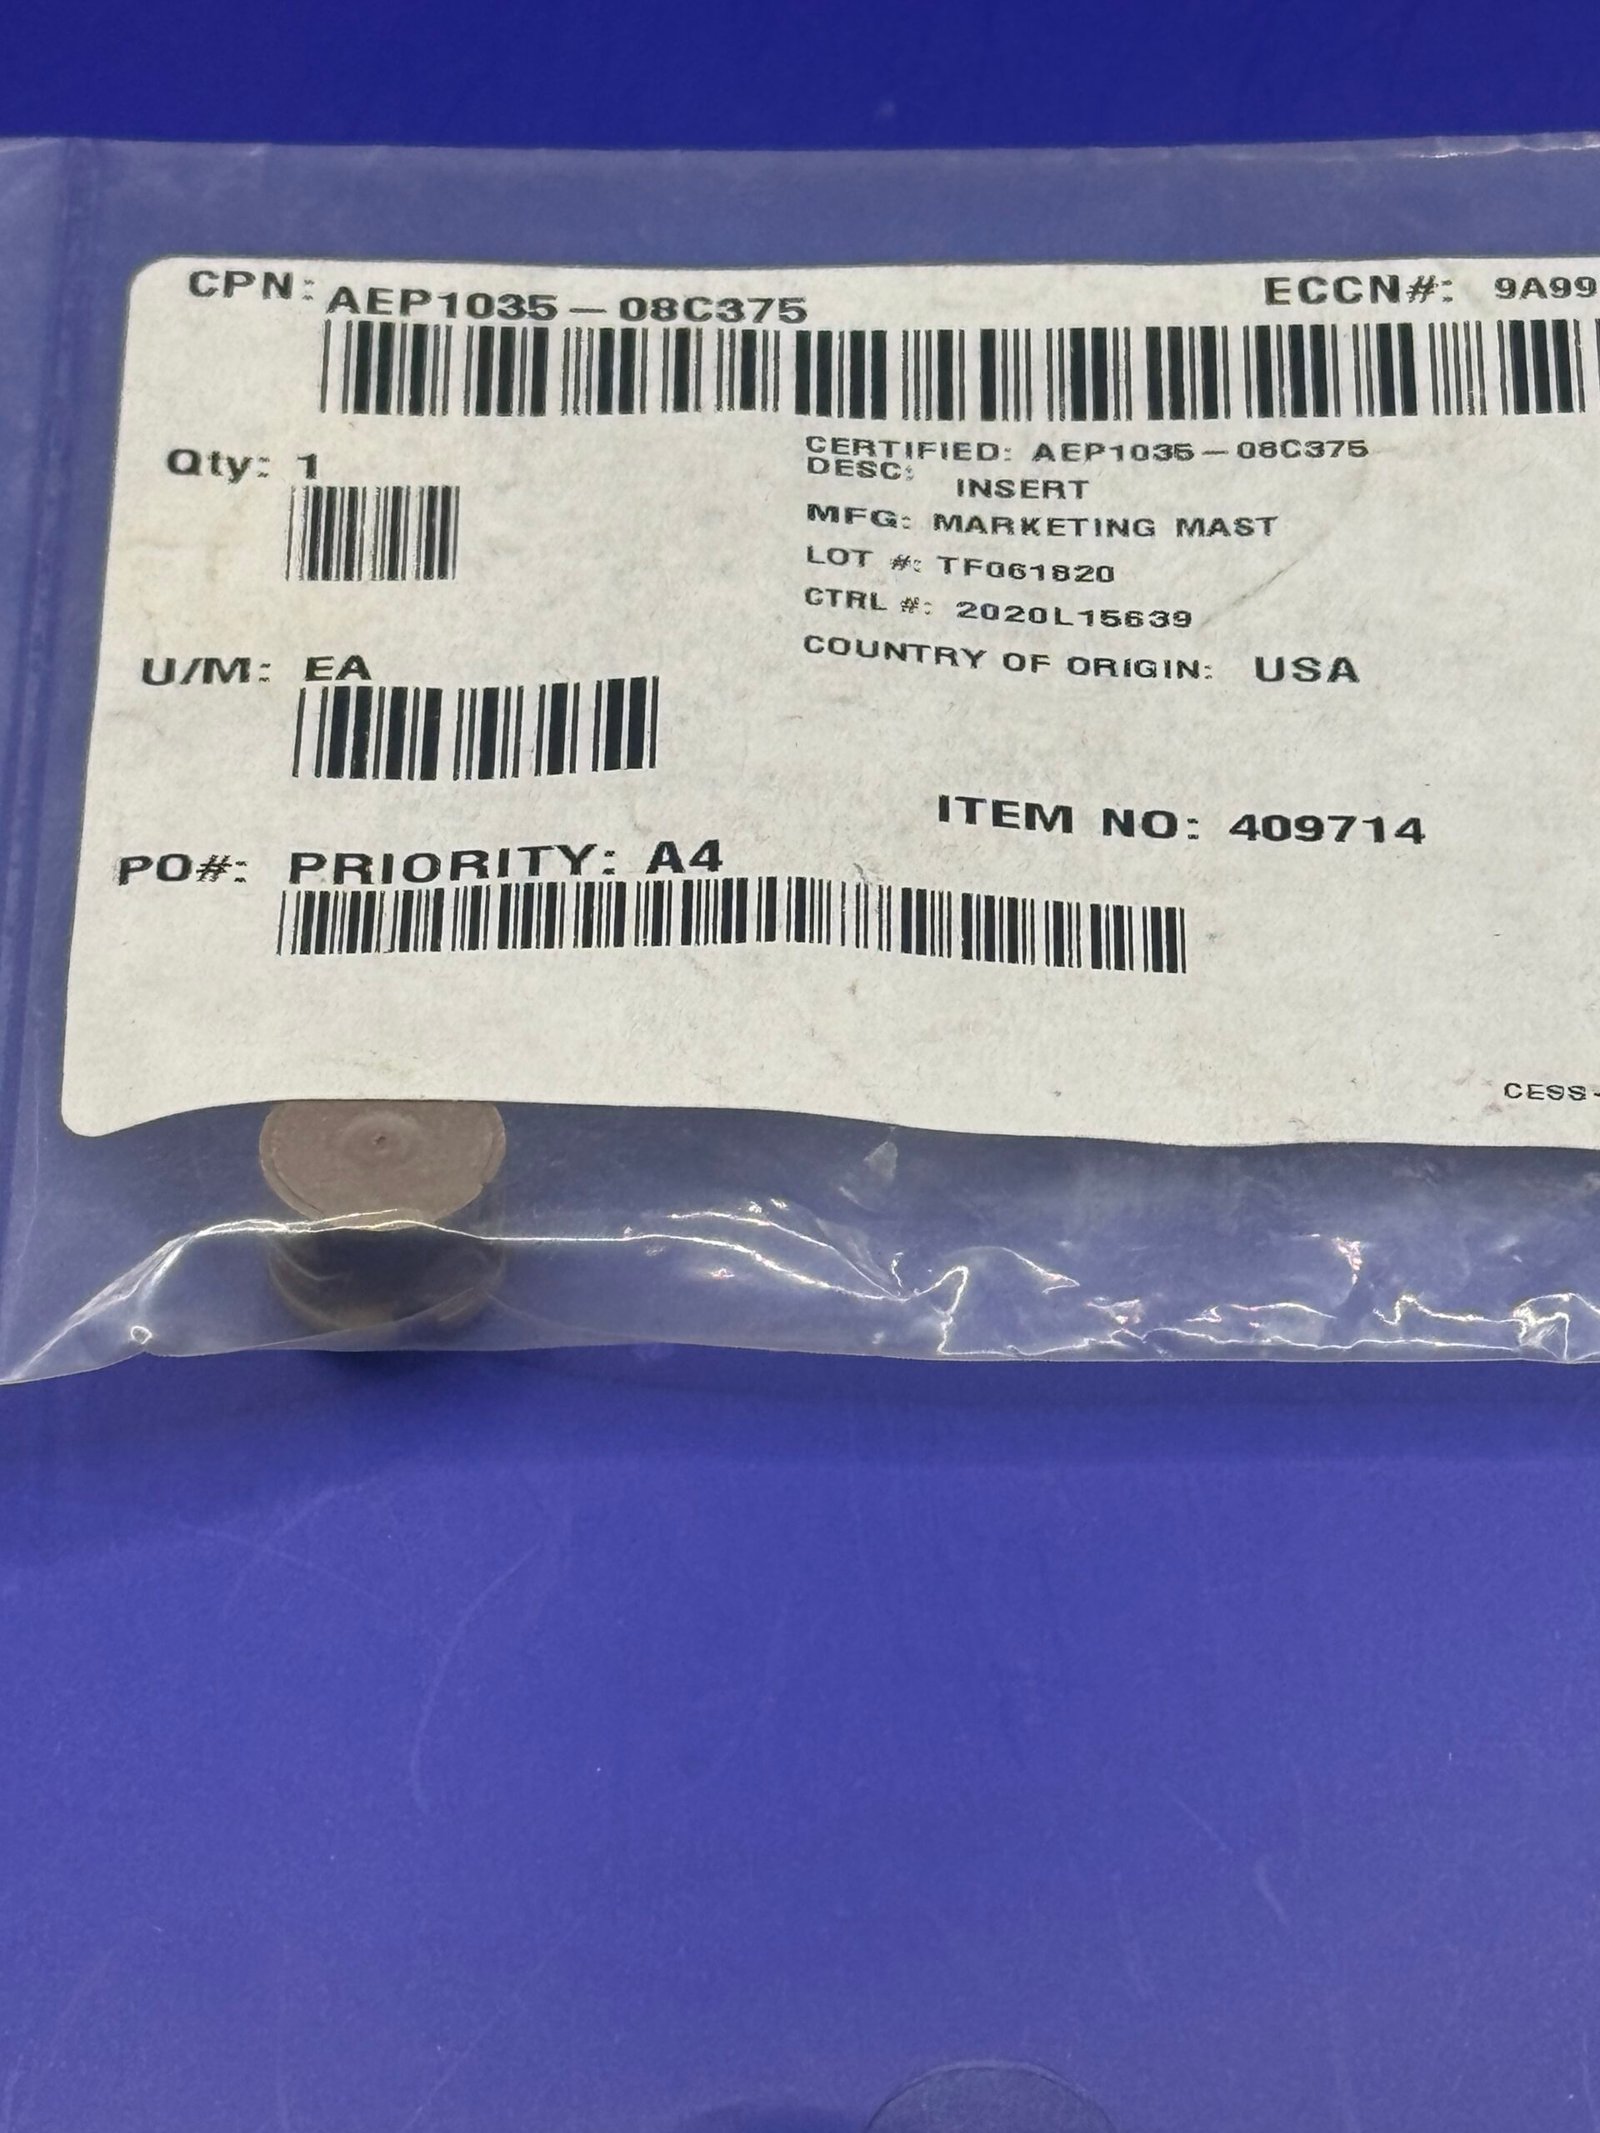 CPN: AEP1035-08C375 ECCN#: 9A99
Qty: 1
CERTIFIED: AEP1035-08C375
DESC: INSERT
MFG: MARKETING MAST
LOT #: TF061820
CTRL #: 2020L15639
COUNTRY OF ORIGIN: USA
U/M: EA
ITEM NO: 409714
PO#: PRIORITY: A4
CESS-